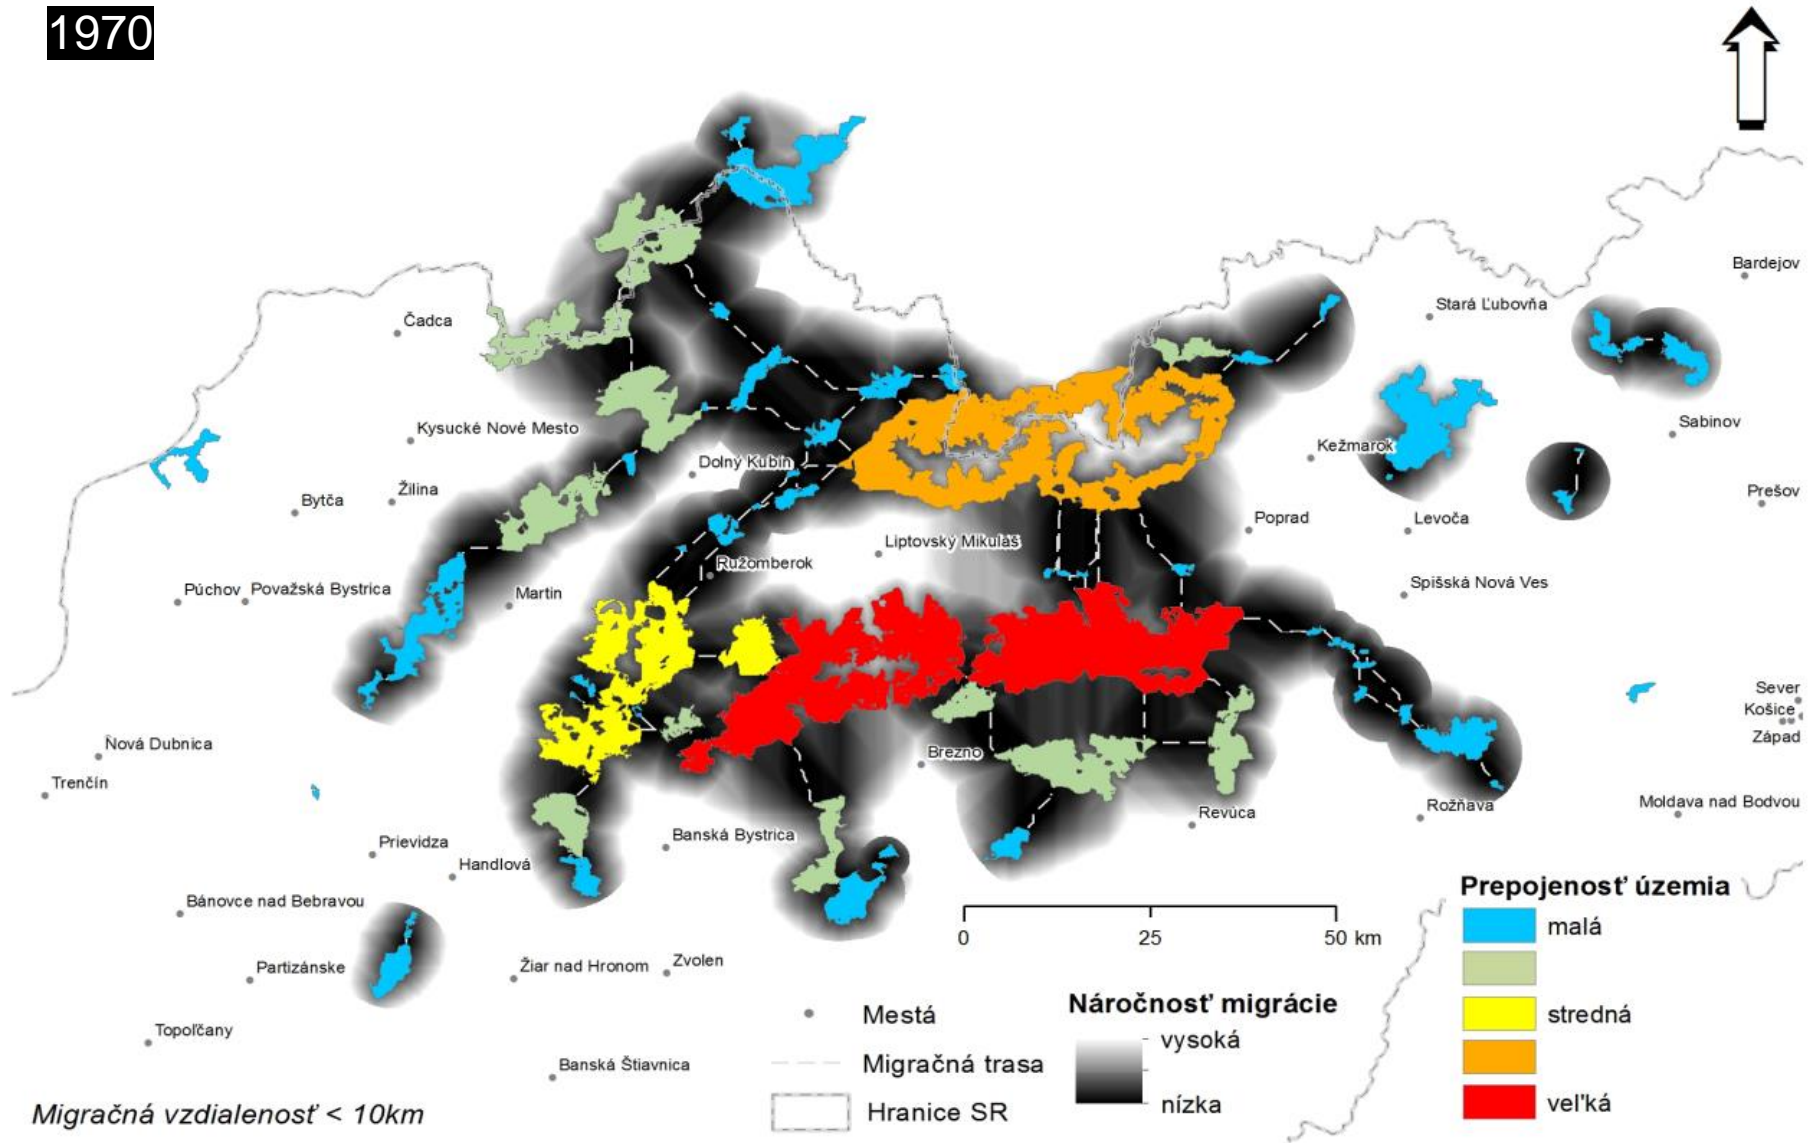 1970
Bardejov
Stará Ľubovňa
Čadca
Sabinov
Kysucké Nové Mesto
Kežmarok
Dolný Kubín
Žilina
Bytča
Prešov
Poprad
Levoča
Liptovský Mikuláš
Ružomberok
Spišská Nová Ves
Púchov
Považská Bystrica
Martin
Sever
Košice
Západ
Nová Dubnica
Brezno
Trenčín
Rožňava
Moldava nad Bodvou
Revúca
Banská Bystrica
Prievidza
Handlová
Bánovce nad Bebravou
Partizánske
Žiar nad Hronom
Zvolen
Topoľčany
Banská Štiavnica
0 25 50 km
Prepojenosť územia
malá
stredná
veľká
Náročnosť migrácie
vysoká
nízka
Mestá
Migračná trasa
Hranice SR
Migračná vzdialenosť < 10km